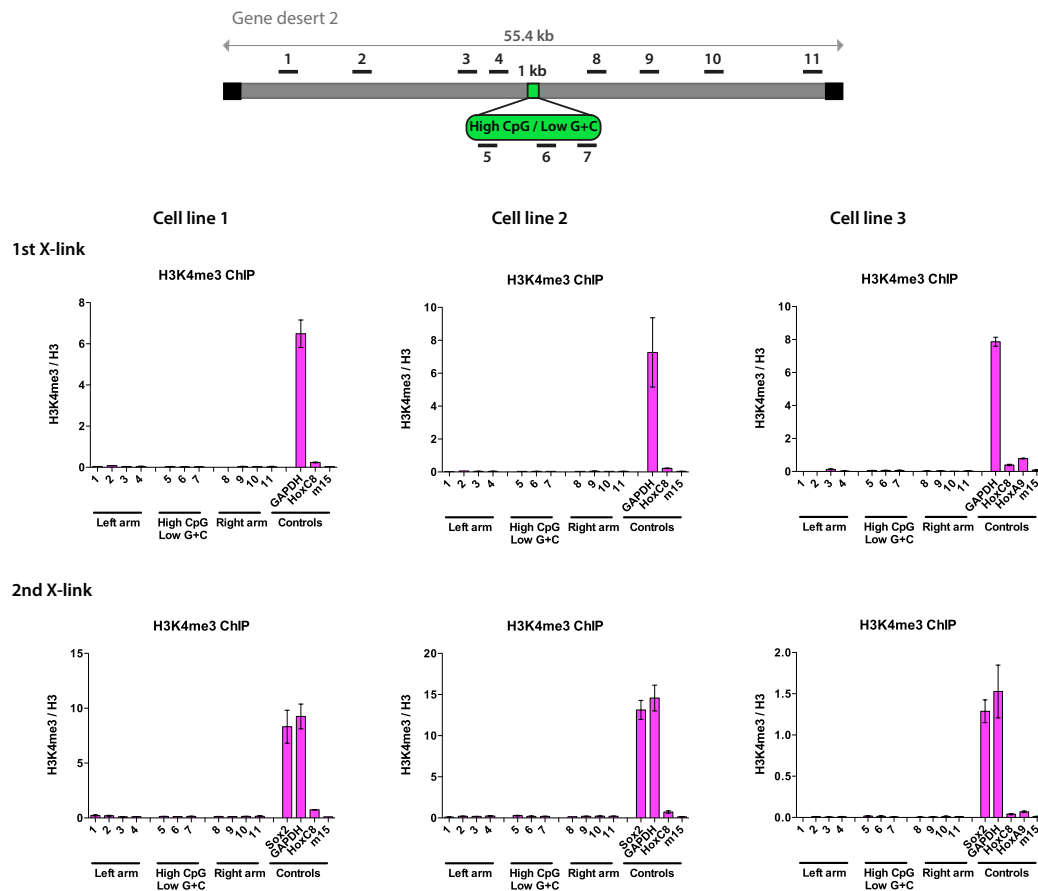 Gene desert 2
55.4 kb
1 2 3 4 8 9 10 11
1 kb
High CpG / Low G+C
5 6 7
Cell line 1 Cell line 2 Cell line 3
1st X-link
H3K4me3 ChIP
H3K4me3 / H3
8
6
4
2
0
1 2 3 4 5 6 7 8 9 10 11 GAPDH HoxC8 m15
Left arm High CpG Right arm Controls
Low G+C
H3K4me3 ChIP
H3K4me3 / H3
10
8
6
4
2
0
1 2 3 4 5 6 7 8 9 10 11 GAPDH HoxC8 m15
Left arm High CpG Right arm Controls
Low G+C
H3K4me3 ChIP
H3K4me3 / H3
10
8
6
4
2
0
1 2 3 4 5 6 7 8 9 10 11 GAPDH HoxC8 HoxA9 m15
Left arm High CpG Right arm Controls
Low G+C
2nd X-link
H3K4me3 ChIP
H3K4me3 / H3
15
10
5
0
1 2 3 4 5 6 7 8 9 10 11 Sox2 GAPDH HoxC8 m15
Left arm High CpG Right arm Controls
Low G+C
H3K4me3 ChIP
H3K4me3 / H3
20
15
10
5
0
1 2 3 4 5 6 7 8 9 10 11 Sox2 GAPDH HoxC8 m15
Left arm High CpG Right arm Controls
Low G+C
H3K4me3 ChIP
H3K4me3 / H3
2.0
1.5
1.0
0.5
0.0
1 2 3 4 5 6 7 8 9 10 11 Sox2 GAPDH HoxC8 HoxA9 m15
Left arm High CpG Right arm Controls
Low G+C